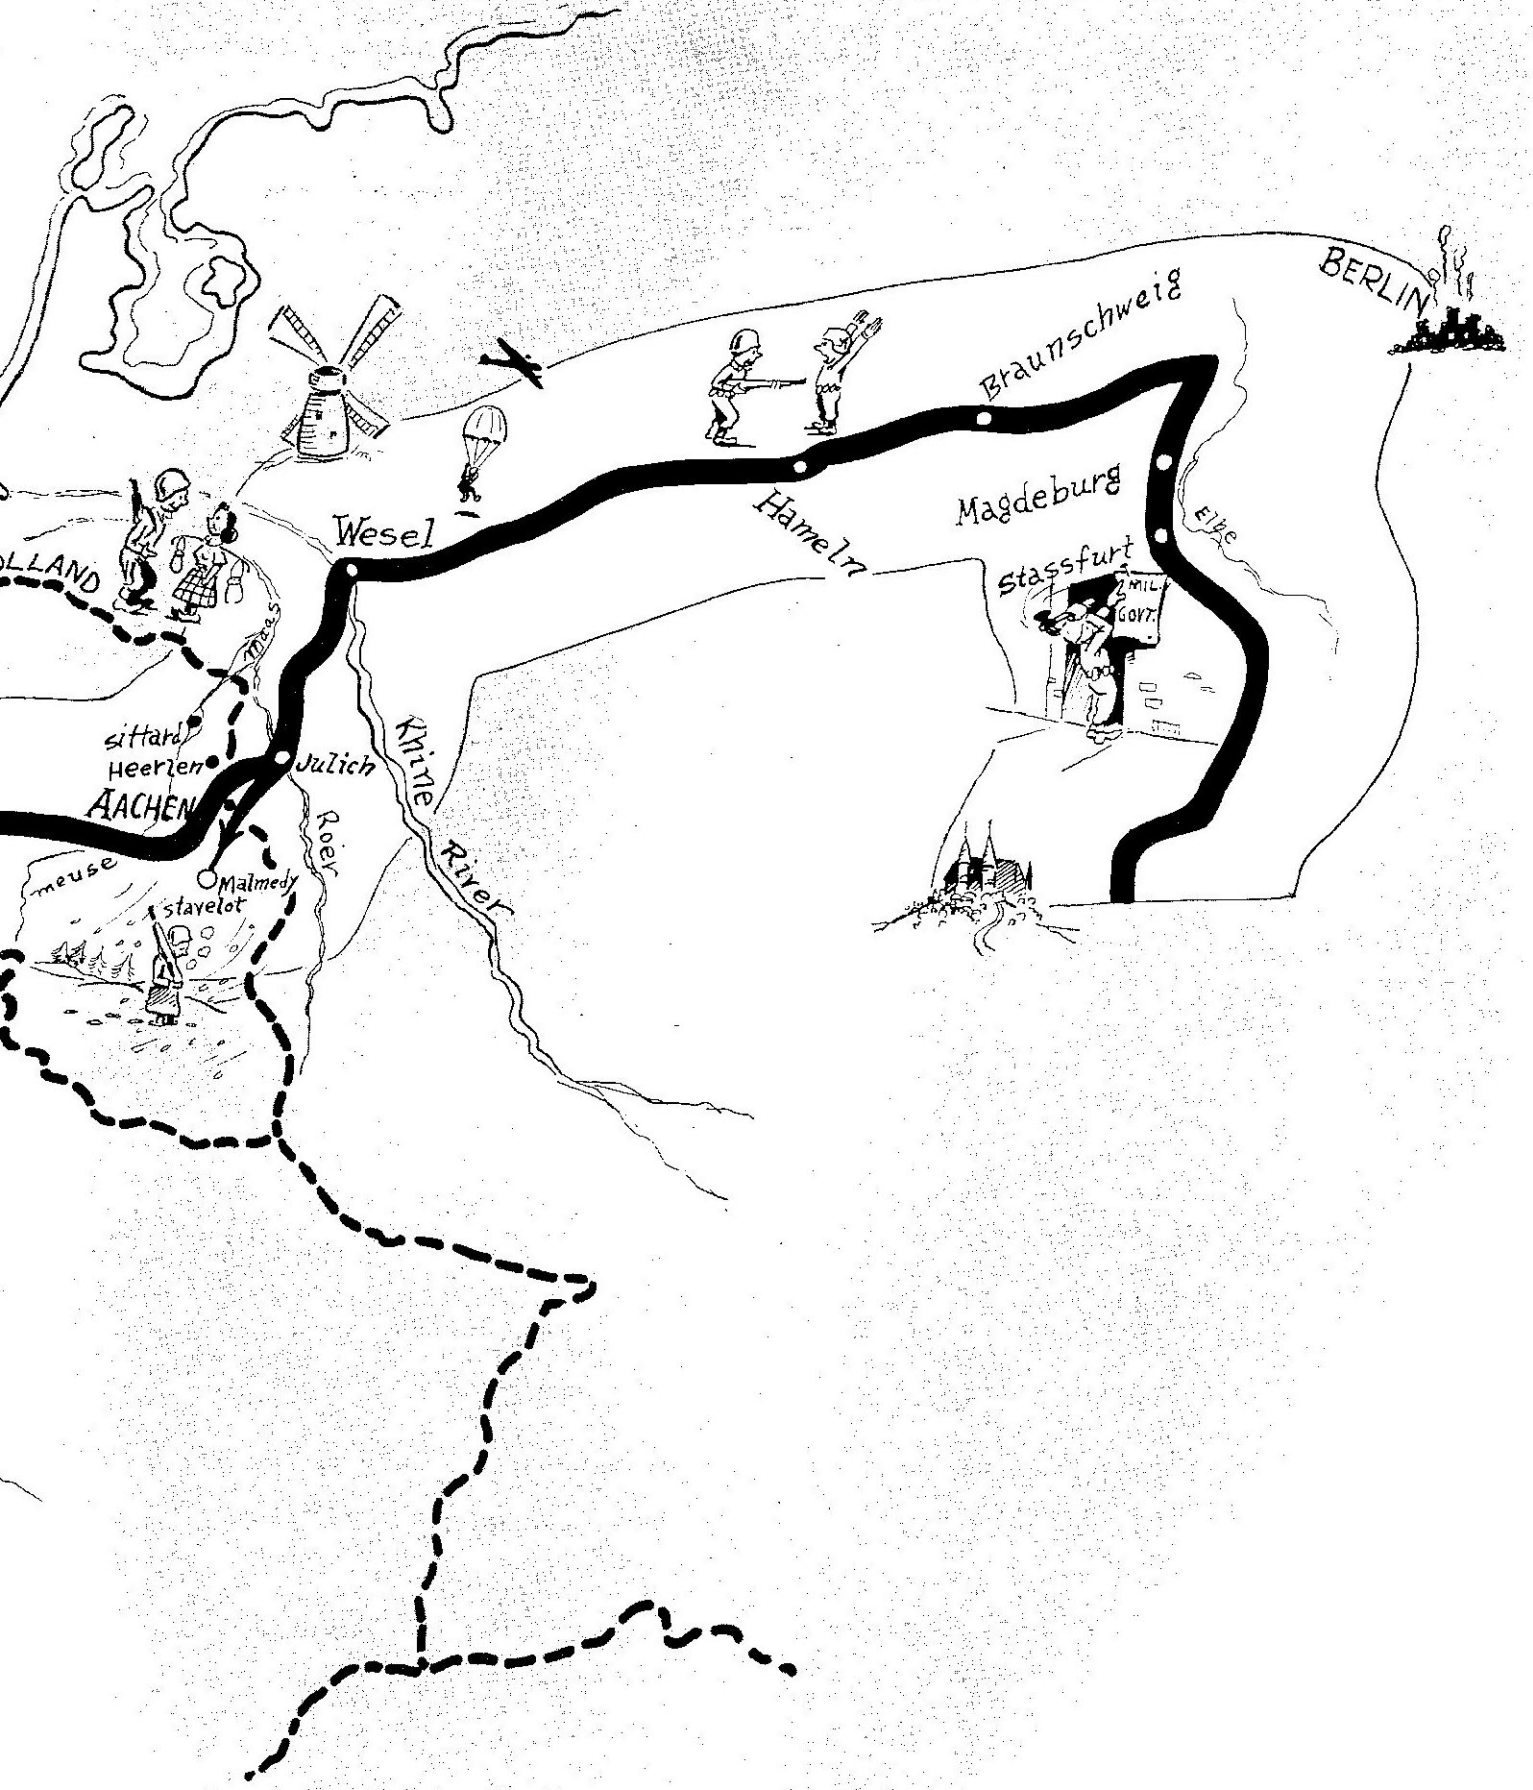 BERLIN
Braunschweig
Wesel
Hameln
Magdeburg
Elbe
Stassfurt
MIL.
GOVT.
OLLAND
Maas
Sittard
Heerlen
Julich
AACHEN
Rhine
River
Roer
meuse
Malmedy
Stavelot